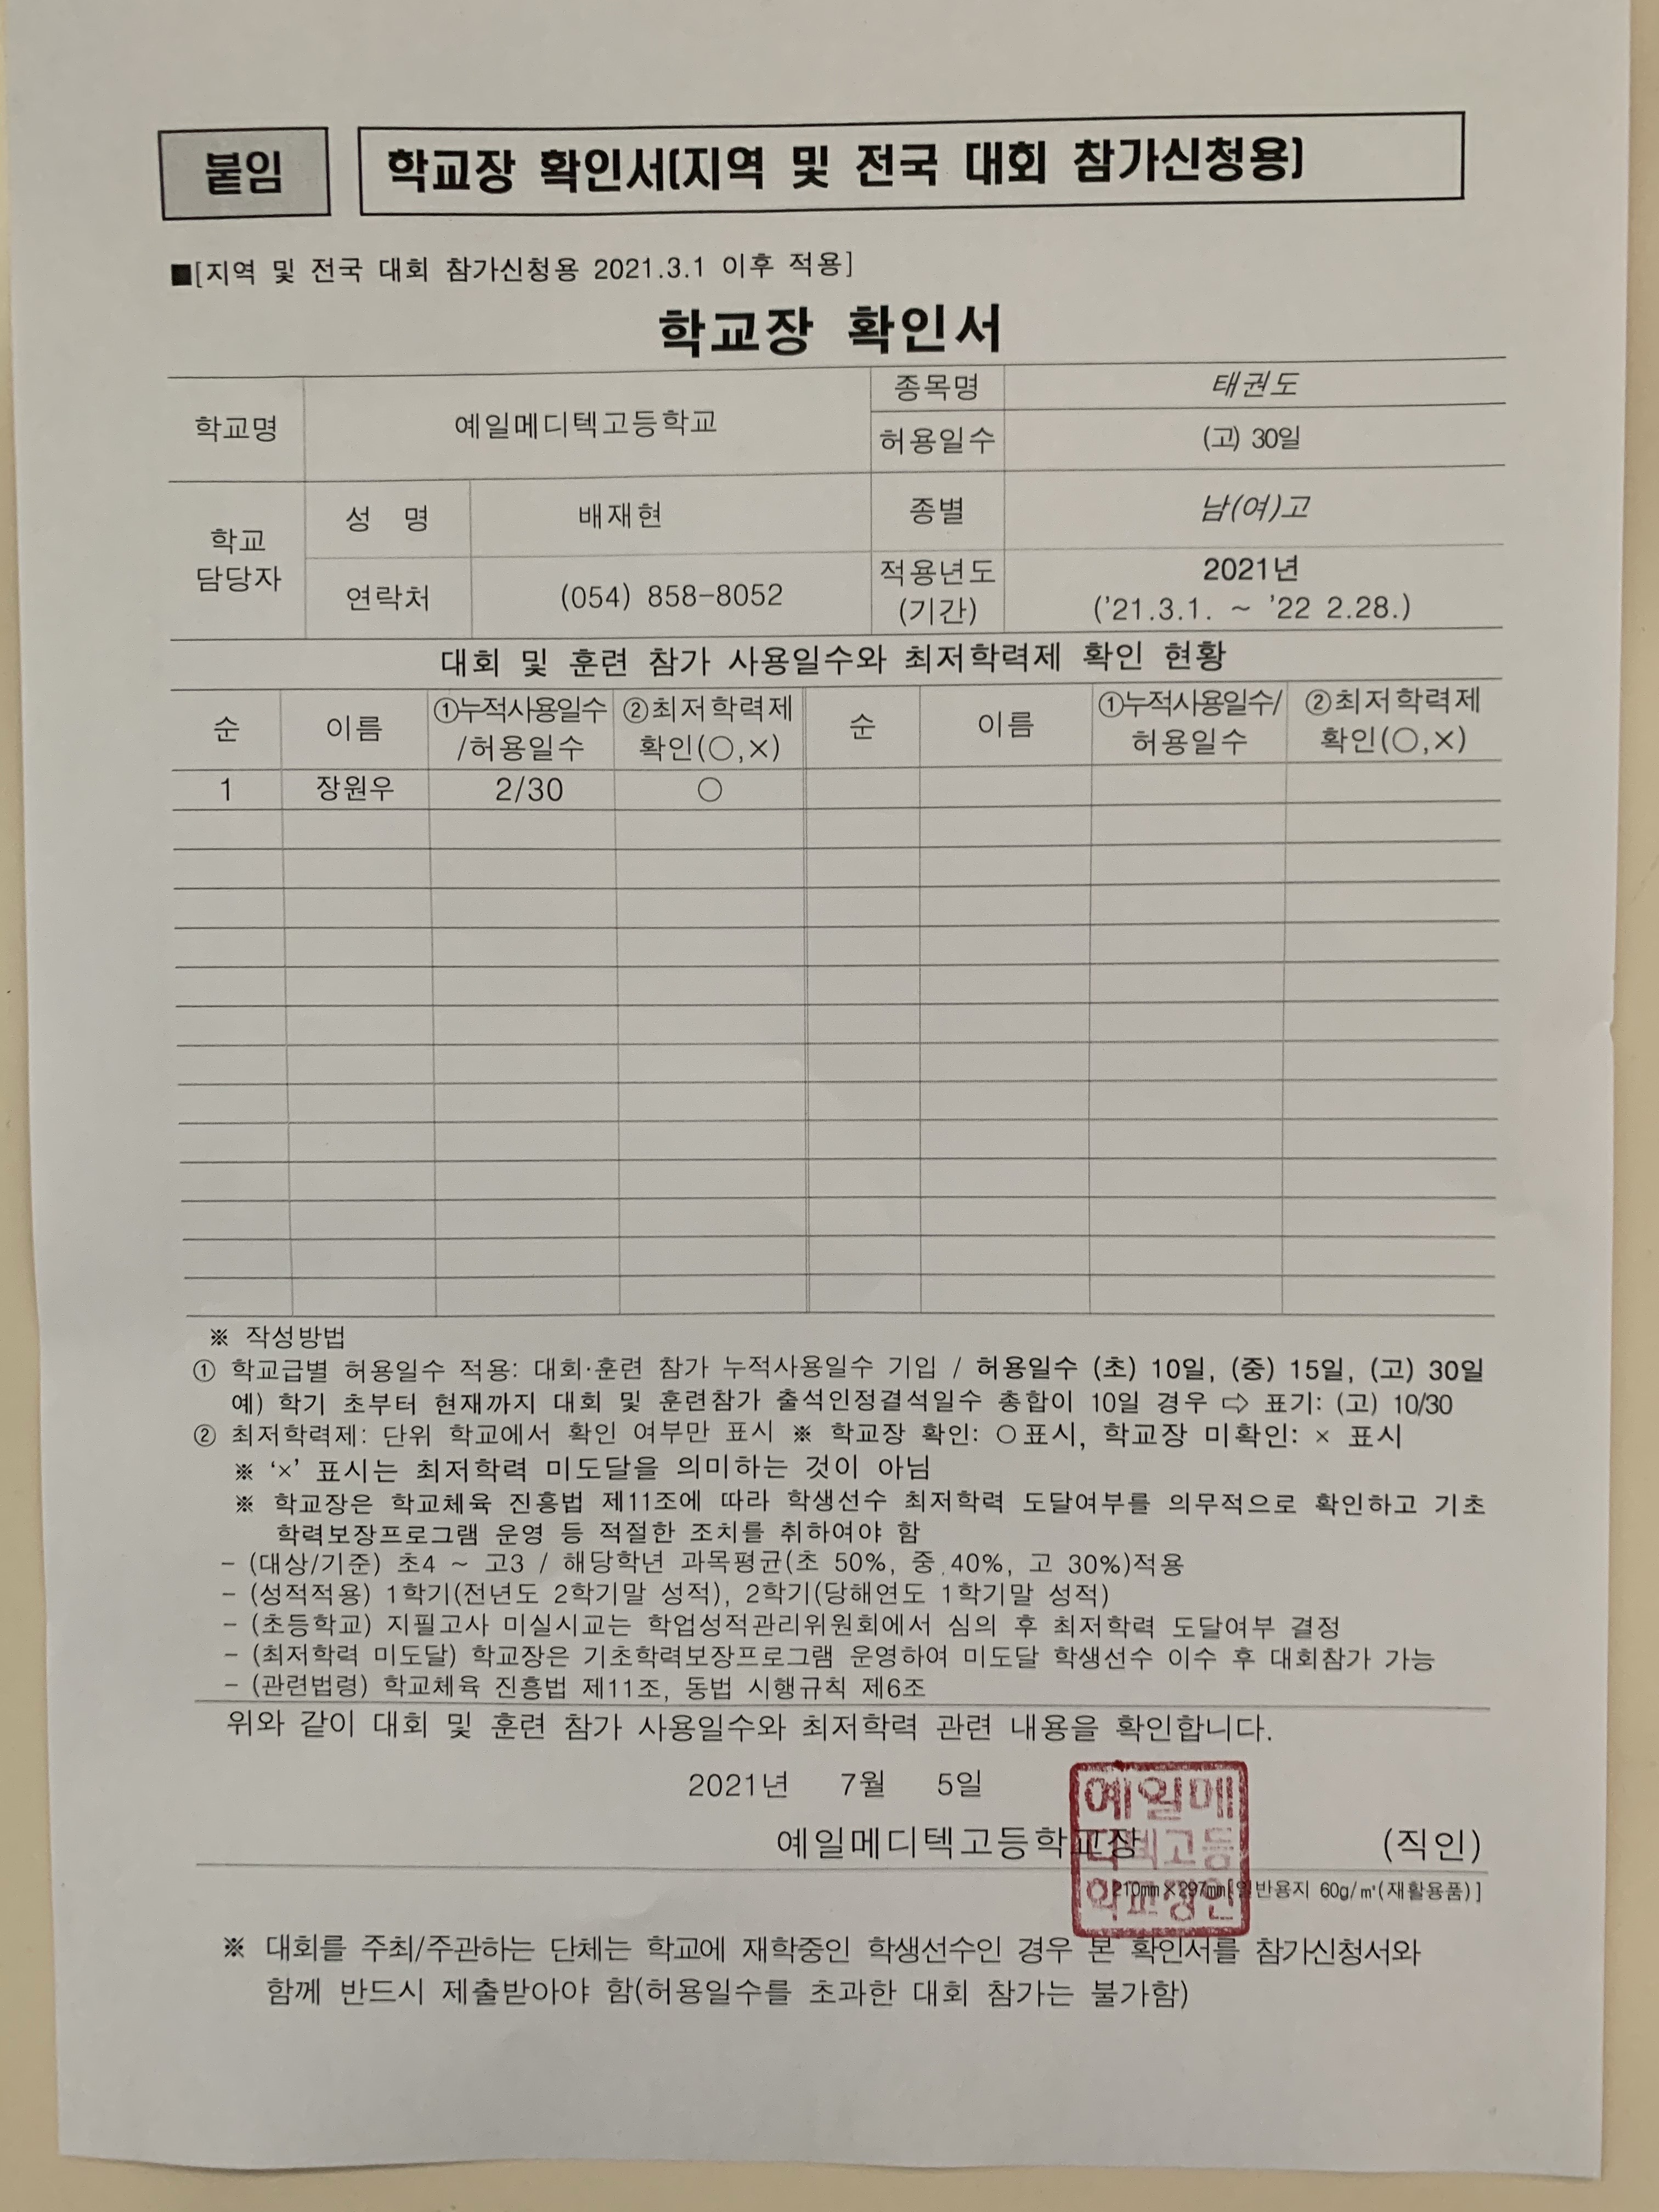 붙임
학교장 확인서(지역 및 전국 대회 참가신청용)
■[지역 및 전국 대회 참가신청용 2021.3.1 이후 적용]
학교장 확인서
학교명 예일메디텍고등학교 종목명 태권도
허용일수 (고) 30일
학교 담당자 성 명 배재현 종별 남(여)고
연락처 (054) 858-8052 적용년도 (기간) 2021년 ('21.3.1. ~ '22 2.28.)
대회 및 훈련 참가 사용일수와 최저학력제 확인 현황
순 이름 ①누적사용일수 /허용일수 ②최저학력제 확인(○,×) 순 이름 ①누적사용일수/ 허용일수 ②최저학력제 확인(○,×)
1 장원우 2/30 ○
※ 작성방법
① 학교급별 허용일수 적용: 대회·훈련 참가 누적사용일수 기입 / 허용일수 (초) 10일, (중) 15일, (고) 30일
예) 학기 초부터 현재까지 대회 및 훈련참가 출석인정결석일수 총합이 10일 경우 ⇨ 표기: (고) 10/30
② 최저학력제: 단위 학교에서 확인 여부만 표시 ※ 학교장 확인: ○표시, 학교장 미확인: × 표시
※ ‘×’ 표시는 최저학력 미도달을 의미하는 것이 아님
※ 학교장은 학교체육 진흥법 제11조에 따라 학생선수 최저학력 도달여부를 의무적으로 확인하고 기초
학력보장프로그램 운영 등 적절한 조치를 취하여야 함
- (대상/기준) 초4 ~ 고3 / 해당학년 과목평균(초 50%, 중 40%, 고 30%)적용
- (성적적용) 1학기(전년도 2학기말 성적), 2학기(당해연도 1학기말 성적)
- (초등학교) 지필고사 미실시교는 학업성적관리위원회에서 심의 후 최저학력 도달여부 결정
- (최저학력 미도달) 학교장은 기초학력보장프로그램 운영하여 미도달 학생선수 이수 후 대회참가 가능
- (관련법령) 학교체육 진흥법 제11조, 동법 시행규칙 제6조
위와 같이 대회 및 훈련 참가 사용일수와 최저학력 관련 내용을 확인합니다.
2021년 7월 5일
예일메디텍고등학교장 (직인)
예일메
디텍고등
학교장인
210㎜×297㎜[일반용지 60g/㎡(재활용품)]
※ 대회를 주최/주관하는 단체는 학교에 재학중인 학생선수인 경우 본 확인서를 참가신청서와
함께 반드시 제출받아야 함(허용일수를 초과한 대회 참가는 불가함)